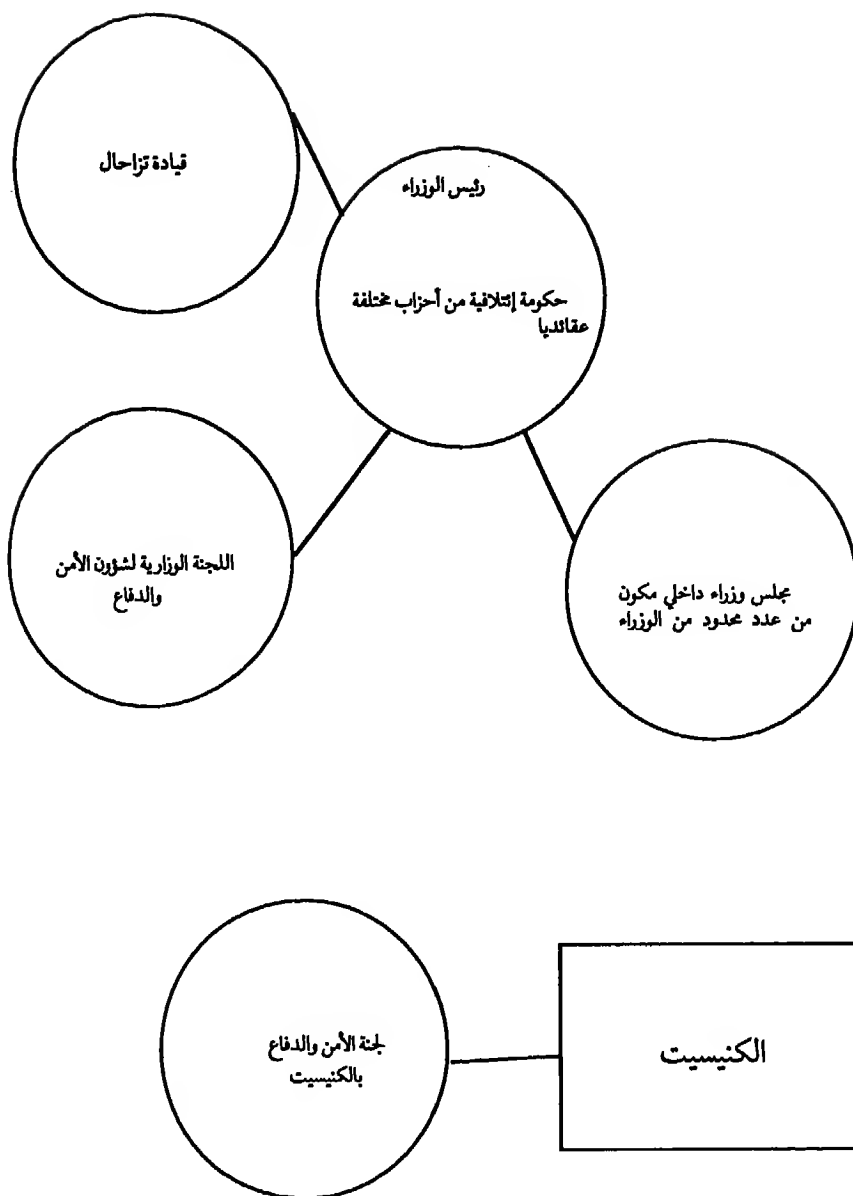 قيادة تزاحال
رئيس الوزراء
حكومة إئتلافية من أحزاب مختلفة
عقائديا
اللجنة الوزارية لشؤون الأمن
والدفاع
مجلس وزراء داخلي مكون
من عدد محدود من الوزراء
لجنة الأمن والدفاع
بالكنيسيت
الكنيسيت